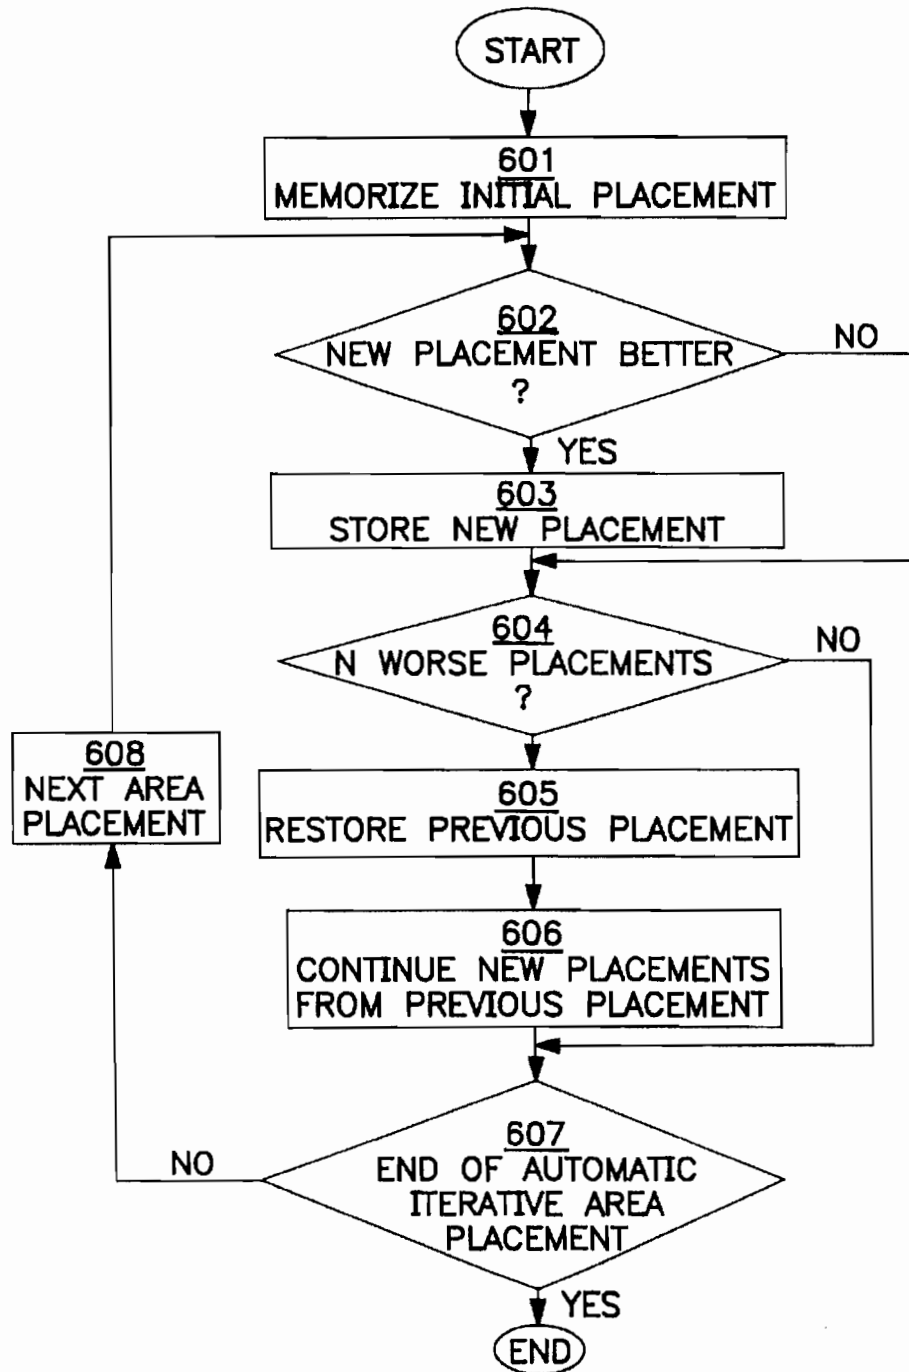 START
601
MEMORIZE INITIAL PLACEMENT
602
NEW PLACEMENT BETTER
?
NO
YES
603
STORE NEW PLACEMENT
604
N WORSE PLACEMENTS
?
NO
605
RESTORE PREVIOUS PLACEMENT
606
CONTINUE NEW PLACEMENTS
FROM PREVIOUS PLACEMENT
607
END OF AUTOMATIC
ITERATIVE AREA
PLACEMENT
NO
608
NEXT AREA
PLACEMENT
YES
END